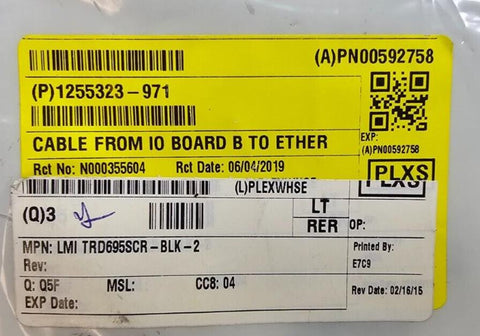 (A)PN00592758
(P)1255323-971
EXP:
(A)PN00592758
CABLE FROM IO BOARD B TO ETHER
Rct No: N000355604 Rct Date: 06/04/2019
PLXS
(L)PLEXWHSE
(Q)3
LT
RER
OP:
MPN: LMI TRD695SCR-BLK-2
Printed By:
Rev:
E7C9
Q: Q5F MSL: CC8: 04
EXP Date:
Rev Date: 02/16/15